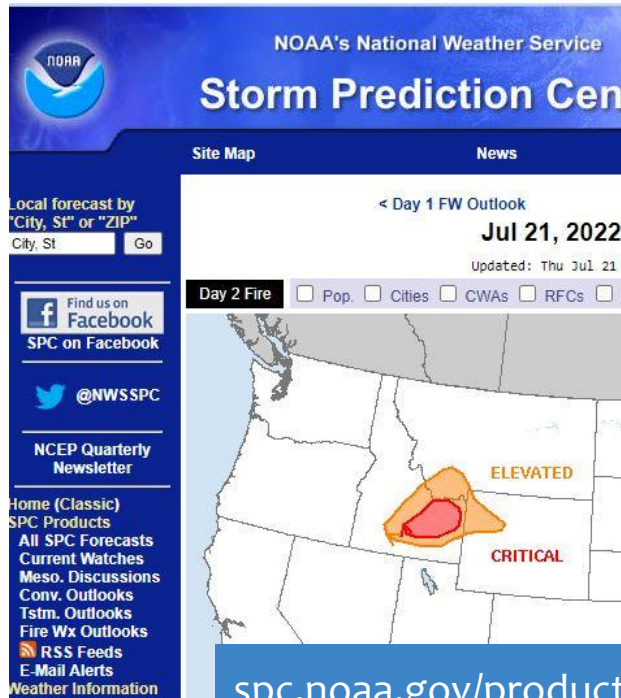 NOAA
NOAA's National Weather Service
Storm Prediction Cen
Site Map
News
Local forecast by
"City, St" or "ZIP"
City, St
Go
Find us on
Facebook
SPC on Facebook
@NWSSPC
NCEP Quarterly
Newsletter
Home (Classic)
SPC Products
All SPC Forecasts
Current Watches
Meso. Discussions
Conv. Outlooks
Tstm. Outlooks
Fire Wx Outlooks
RSS Feeds
E-Mail Alerts
Weather Information
< Day 1 FW Outlook
Jul 21, 2022
Updated: Thu Jul 21
Day 2 Fire
Pop.
Cities
CWAs
RFCs
ELEVATED
CRITICAL
spc.noaa.gov/product